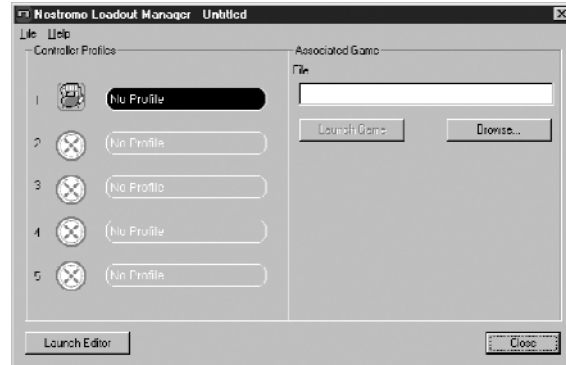 Nostromo Loadout Manager Untitled
File Help
Controller Profiles
1 No Profile
2 No Profile
3 No Profile
4 No Profile
5 No Profile
Associated Game
File
Launch Game Browse...
Launch Editor Close